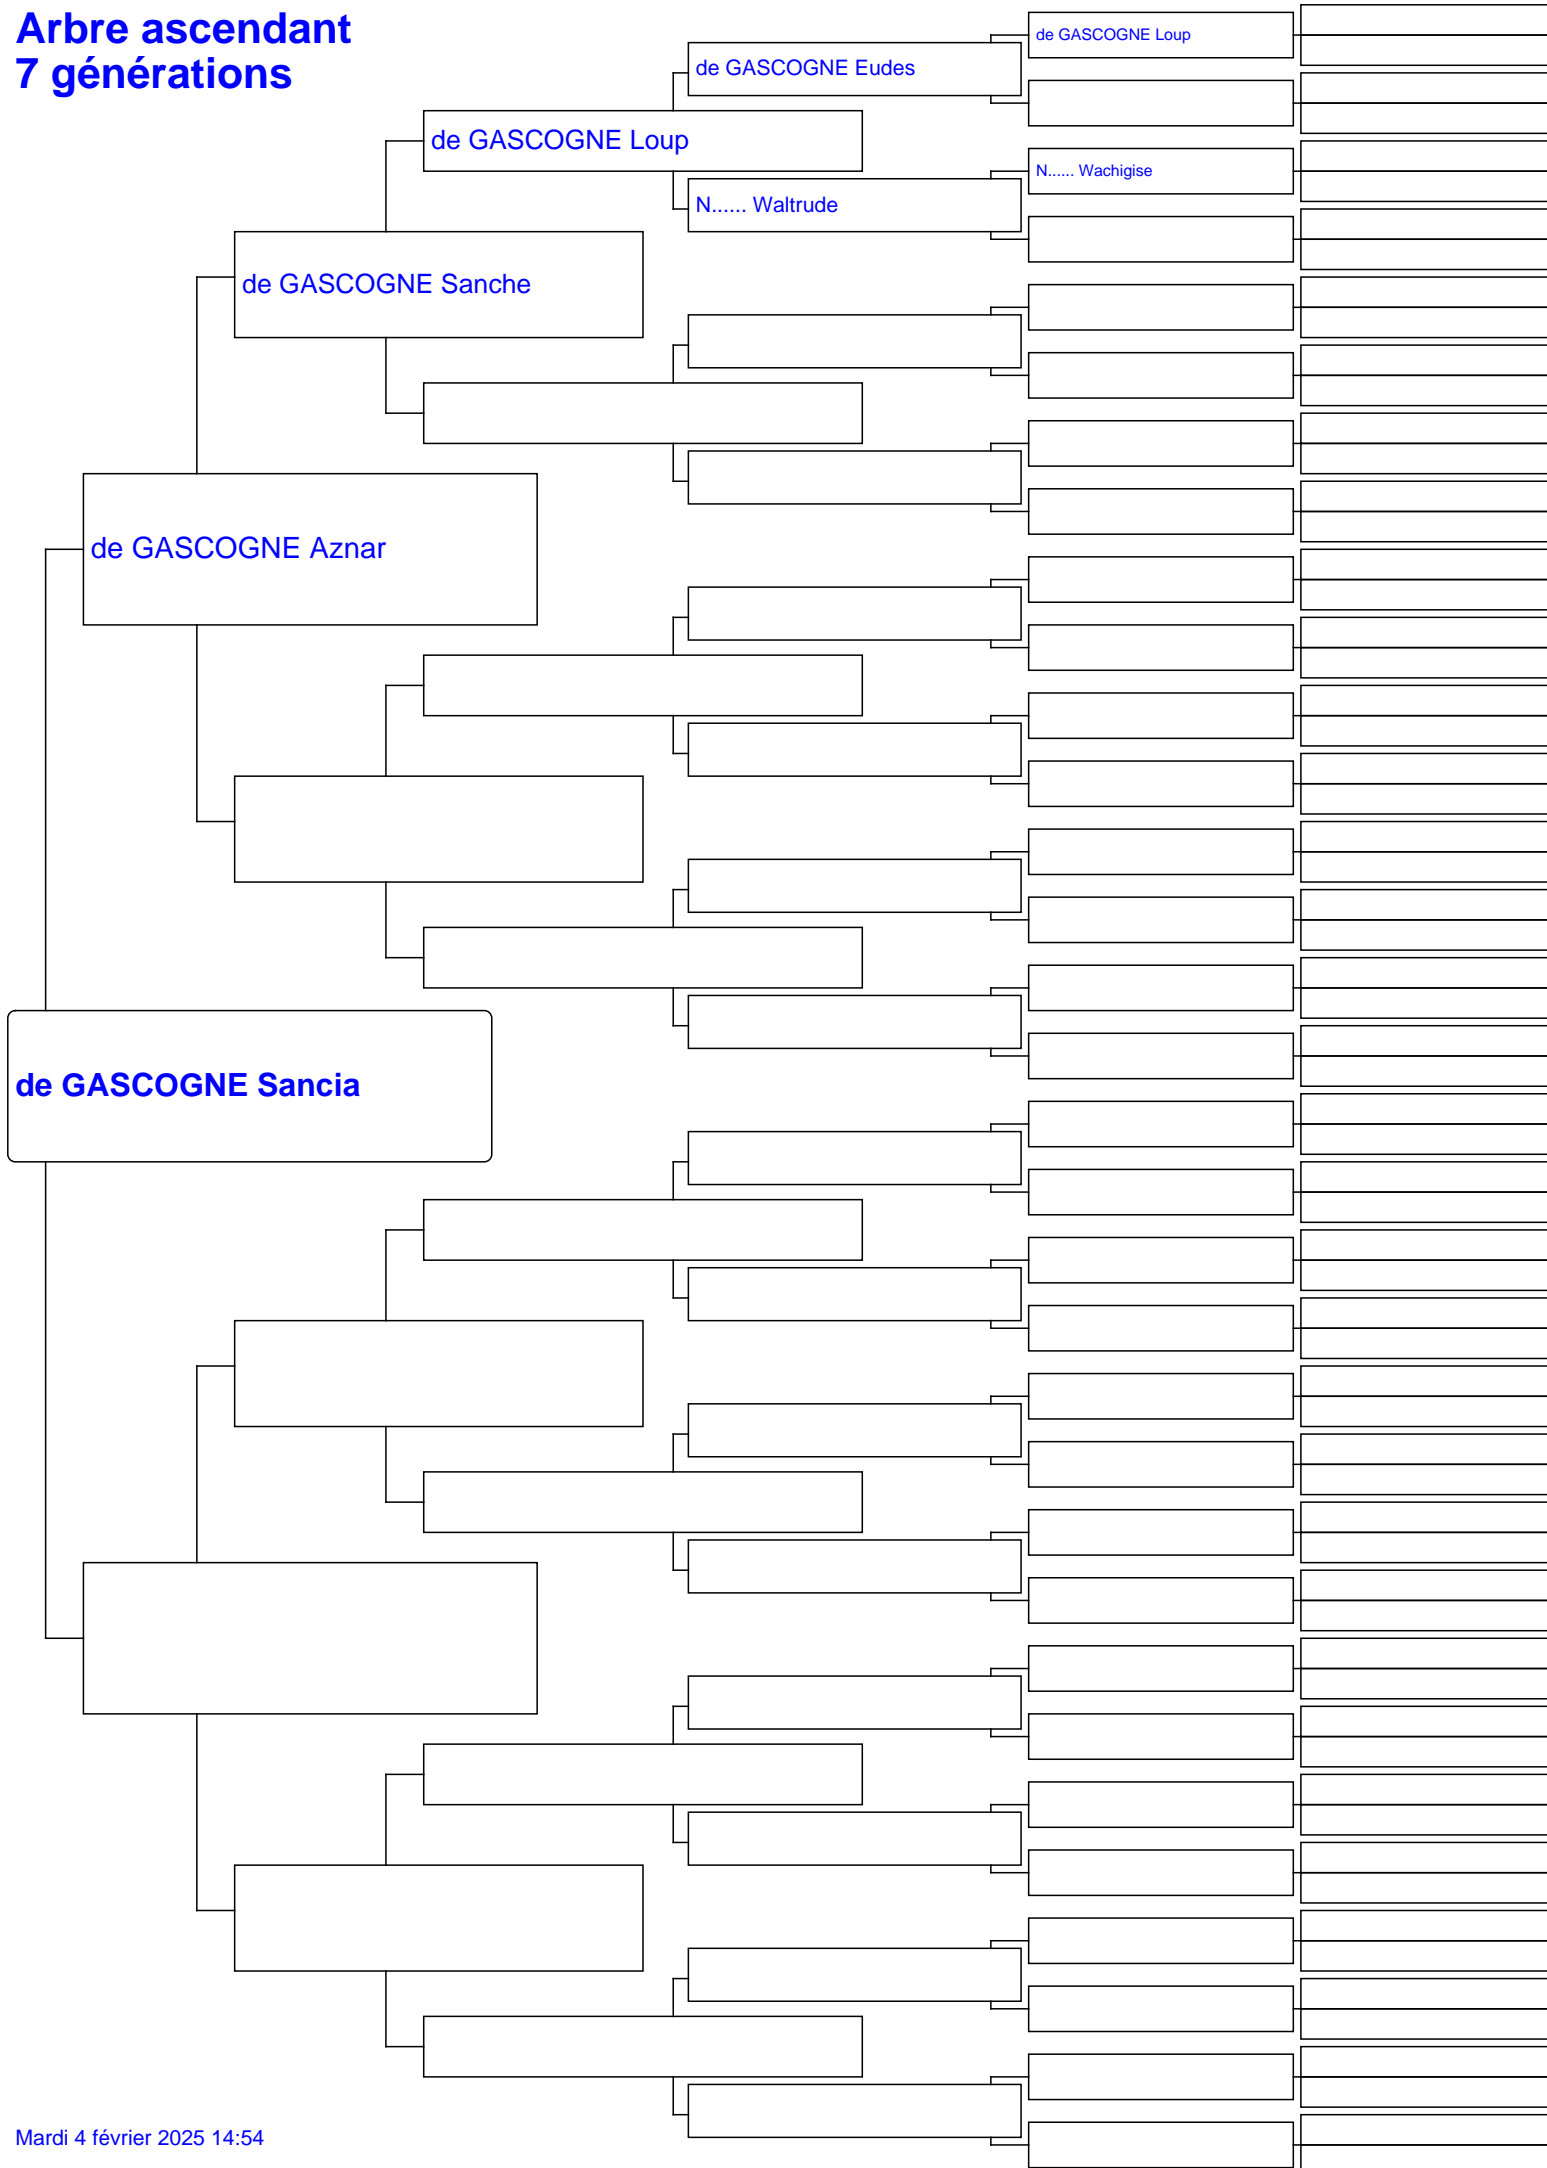 Arbre ascendant
7 générations
de GASCOGNE Loup
de GASCOGNE Eudes
de GASCOGNE Loup
N...... Wachigise
N...... Waltrude
de GASCOGNE Sanche
de GASCOGNE Aznar
de GASCOGNE Sancia
Mardi 4 février 2025 14:54